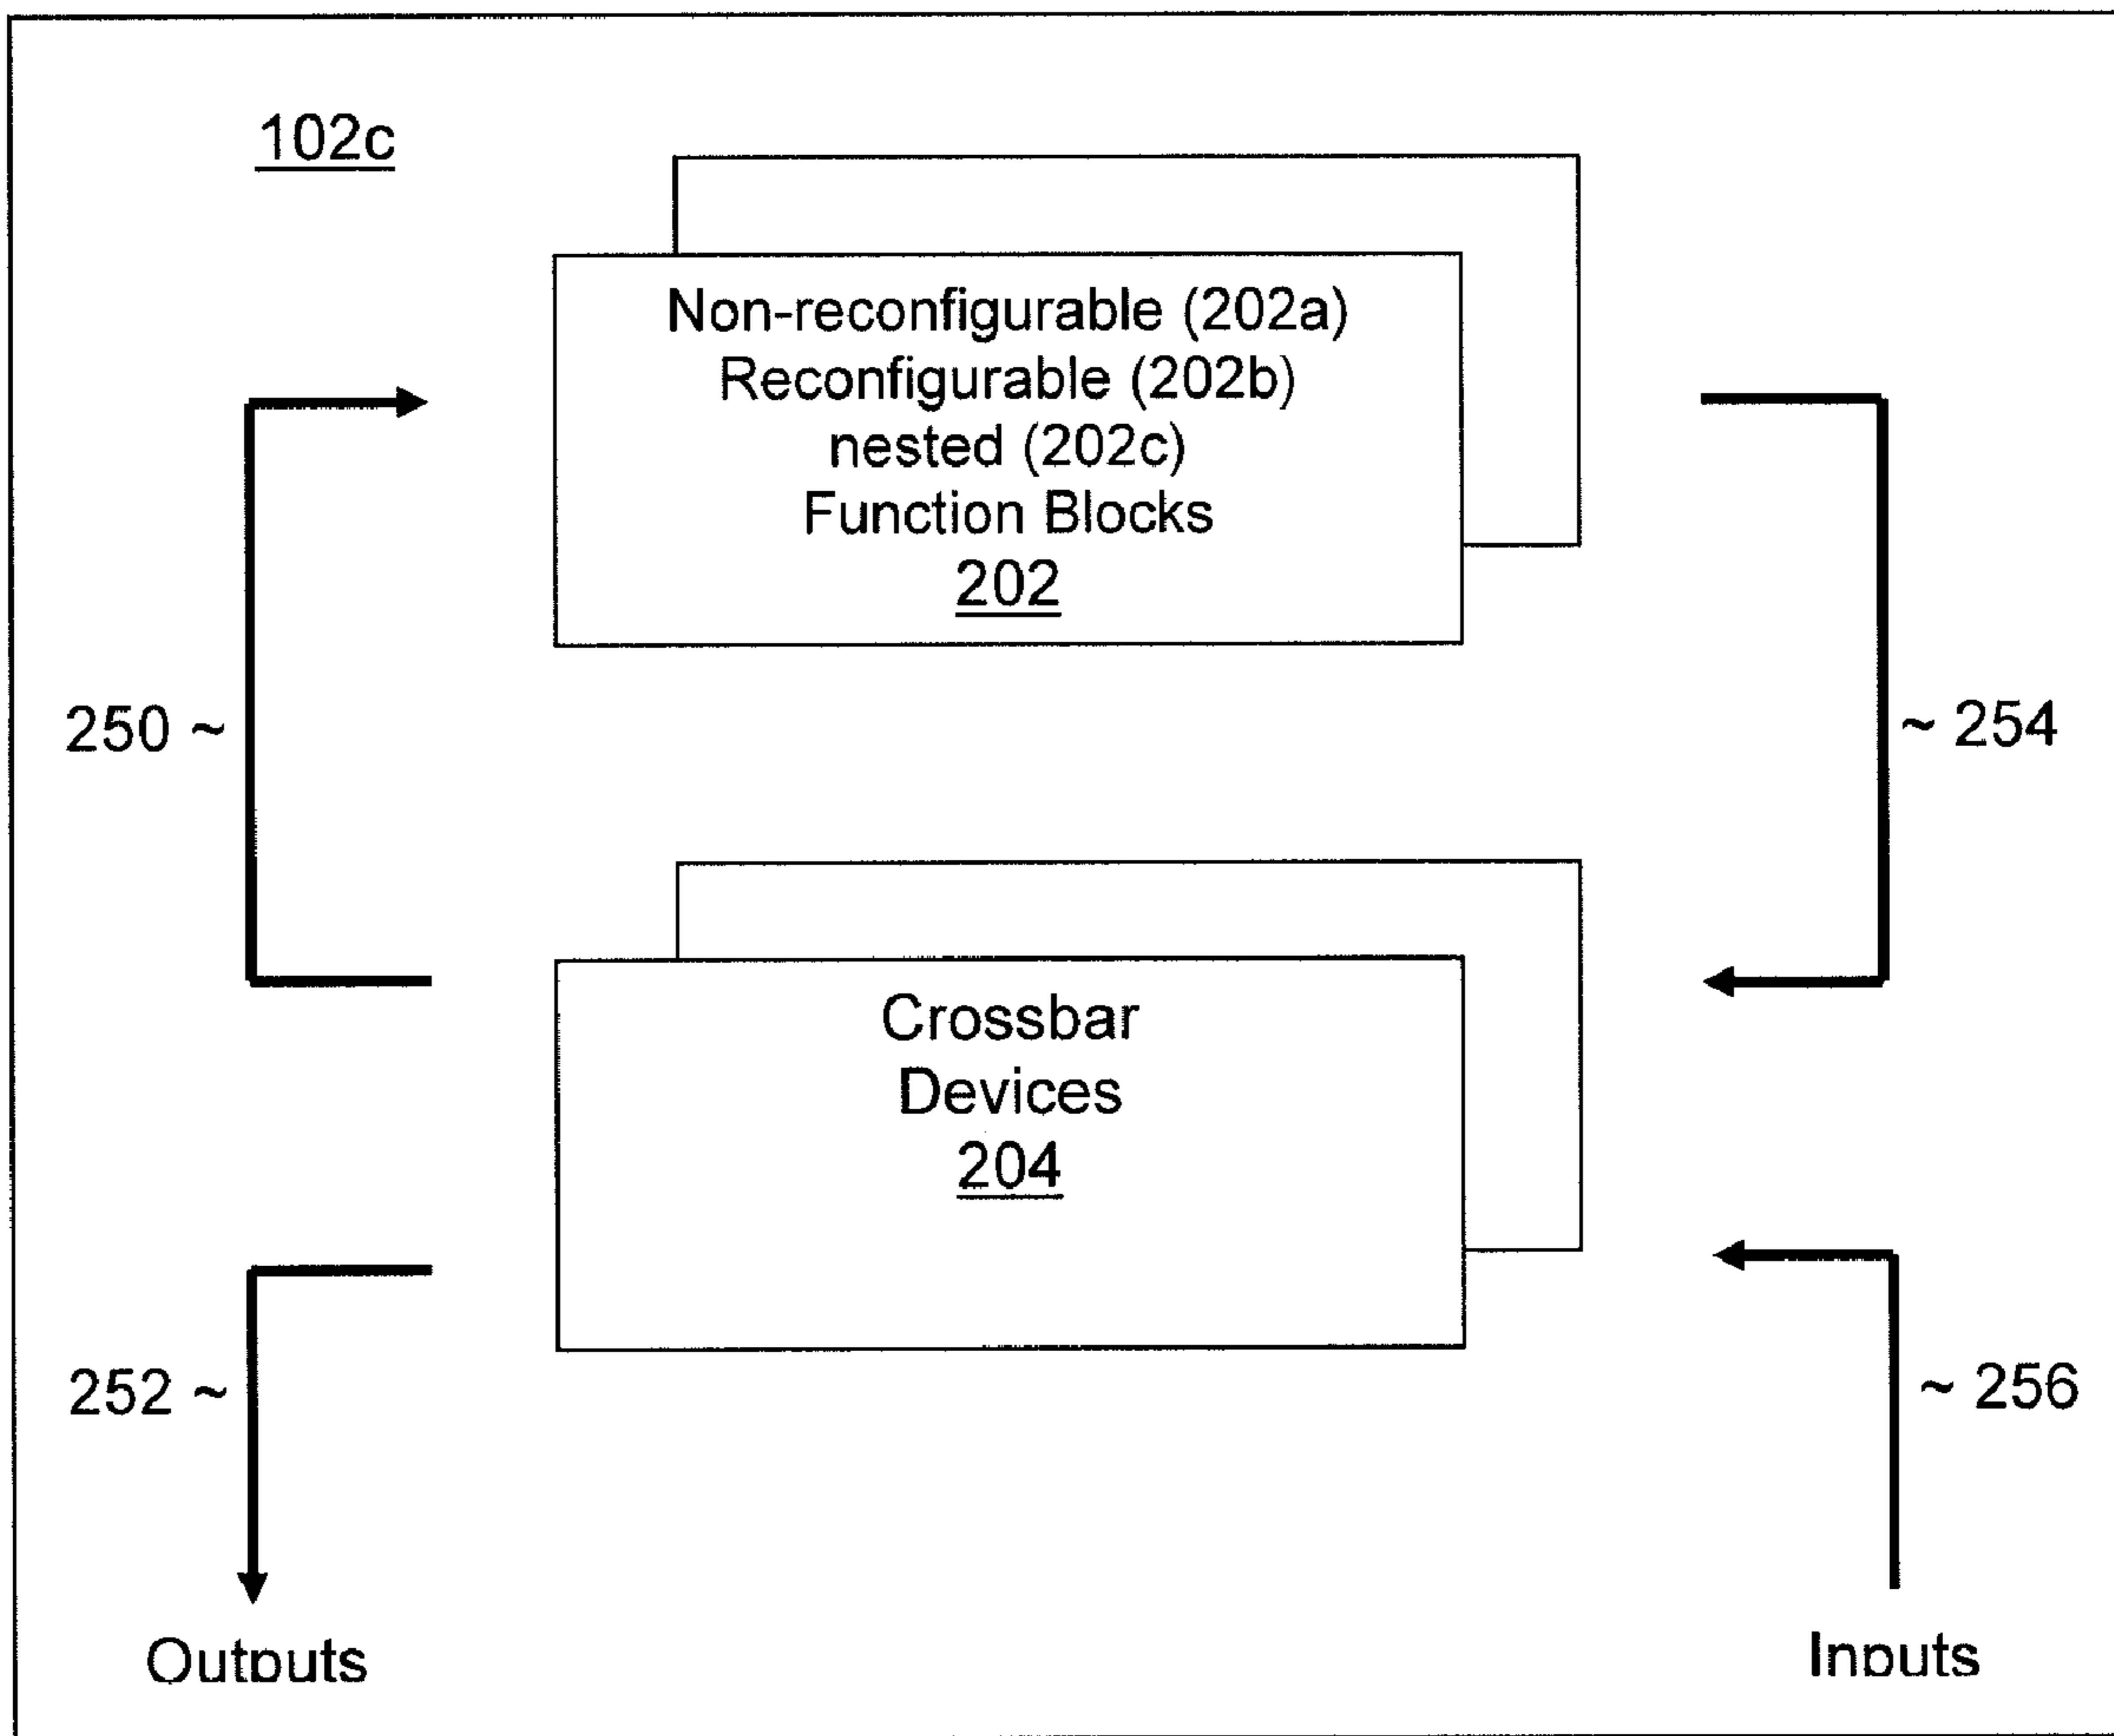 102c
Non-reconfigurable (202a)
Reconfigurable (202b)
nested (202c)
Function Blocks
202
250 ~
~ 254
Crossbar
Devices
204
252 ~
~ 256
Outputs
Inputs